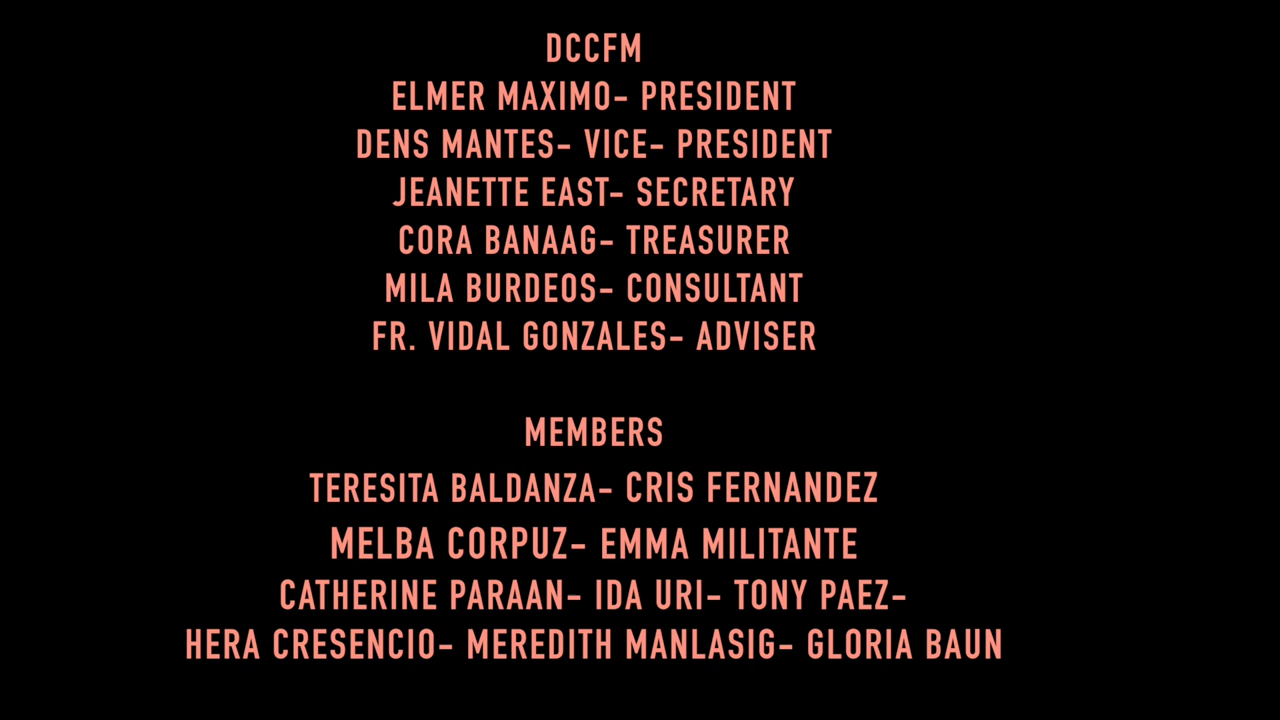 DCCFM
ELMER MAXIMO- PRESIDENT
DENS MANTES- VICE- PRESIDENT
JEANETTE EAST- SECRETARY
CORA BANAAG- TREASURER
MILA BURDEOS- CONSULTANT
FR. VIDAL GONZALES- ADVISER
MEMBERS
TERESITA BALDANZA- CRIS FERNANDEZ
MELBA CORPUZ- EMMA MILITANTE
CATHERINE PARAAN- IDA URI- TONY PAEZ-
HERA CRESENCIO- MEREDITH MANLASIG- GLORIA BAUN